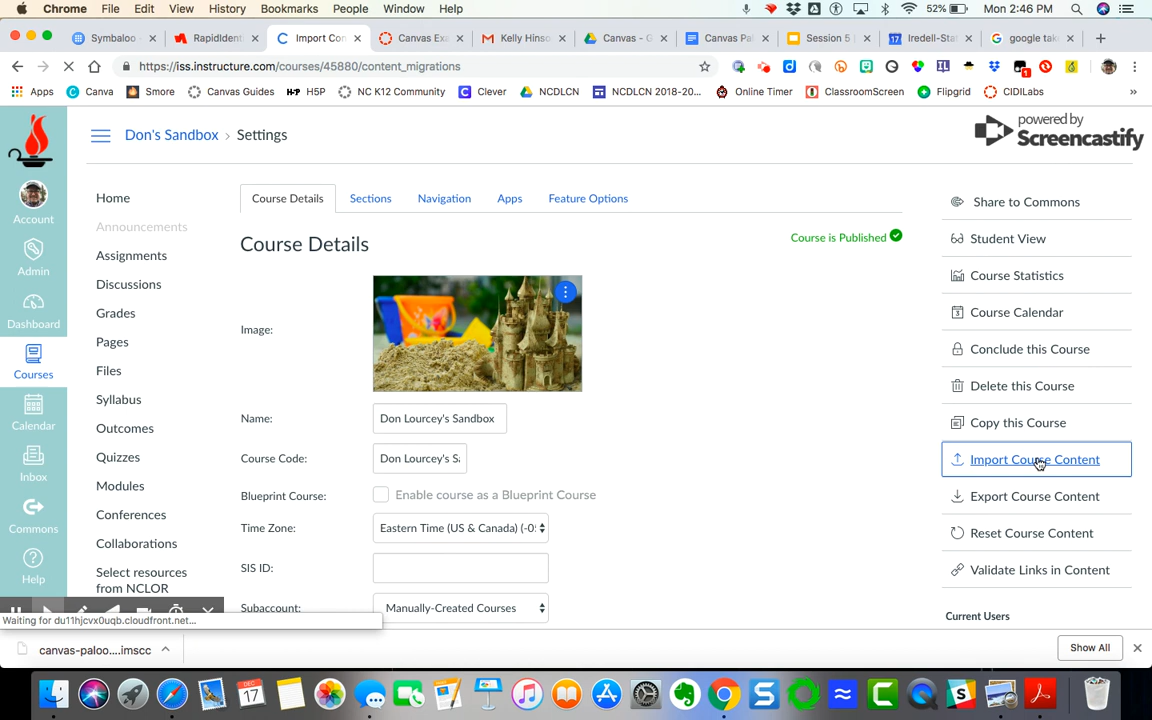 Chrome File Edit View History Bookmarks People Window Help 52% Mon 2:46 PM
Symbaloo RapidIdent Import Con Canvas Exa Kelly Hinso Canvas - G Canvas Pal Session 5 Iredell-Stat google tak
https://iss.instructure.com/courses/45880/content_migrations
Apps Canva Smore Canvas Guides H-P H5P NC K12 Community Clever NCDLCN NCDLCN 2018-20... Online Timer ClassroomScreen Flipgrid CIDILabs »
Don's Sandbox › Settings
powered by
Screencastify
Account
Admin
Dashboard
Courses
Calendar
Inbox
Commons
Help
Home
Announcements
Assignments
Discussions
Grades
Pages
Files
Syllabus
Outcomes
Quizzes
Modules
Conferences
Collaborations
Select resources
from NCLOR
Course Details Sections Navigation Apps Feature Options
Course Details
Course is Published
Image:
Name: Don Lourcey's Sandbox
Course Code: Don Lourcey's S
Blueprint Course: Enable course as a Blueprint Course
Time Zone: Eastern Time (US & Canada) (-0
SIS ID:
Subaccount: Manually-Created Courses
Share to Commons
Student View
Course Statistics
Course Calendar
Conclude this Course
Delete this Course
Copy this Course
Import Course Content
Export Course Content
Reset Course Content
Validate Links in Content
Current Users
Waiting for du11hjcvx0uqb.cloudfront.net...
canvas-paloo....imscc
Show All
DEC
17